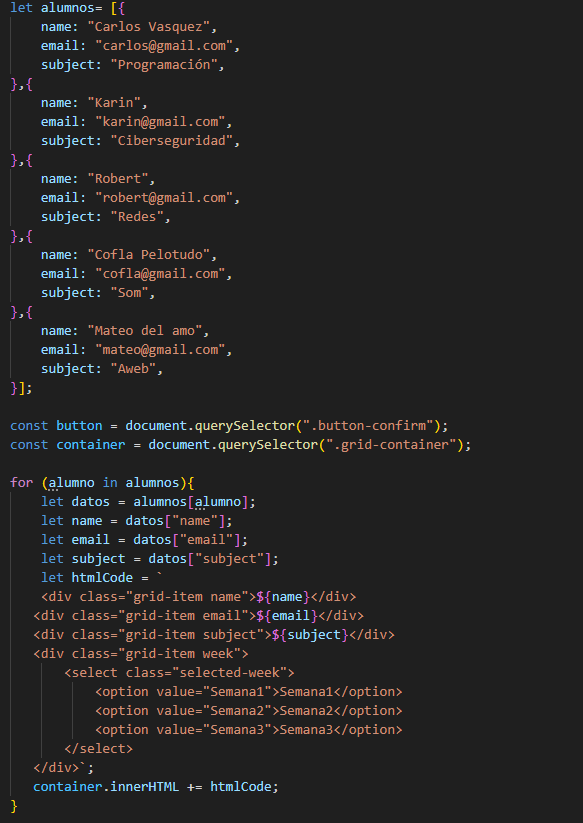 let alumnos= [{
    name: "Carlos Vasquez",
    email: "carlos@gmail.com",
    subject: "Programación",
},{
    name: "Karin",
    email: "karin@gmail.com",
    subject: "Ciberseguridad",
},{
    name: "Robert",
    email: "robert@gmail.com",
    subject: "Redes",
},{
    name: "Cofla Pelotudo",
    email: "cofla@gmail.com",
    subject: "Som",
},{
    name: "Mateo del amo",
    email: "mateo@gmail.com",
    subject: "Aweb",
}];

const button = document.querySelector(".button-confirm");
const container = document.querySelector(".grid-container");

for (alumno in alumnos){
    let datos = alumnos[alumno];
    let name = datos["name"];
    let email = datos["email"];
    let subject = datos["subject"];
    let htmlCode = `
    <div class="grid-item name">${name}</div>
   <div class="grid-item email">${email}</div>
   <div class="grid-item subject">${subject}</div>
   <div class="grid-item week">
       <select class="selected-week">
           <option value="Semana1">Semana1</option>
           <option value="Semana2">Semana2</option>
           <option value="Semana3">Semana3</option>
       </select>
   </div>`;
   container.innerHTML += htmlCode;
}